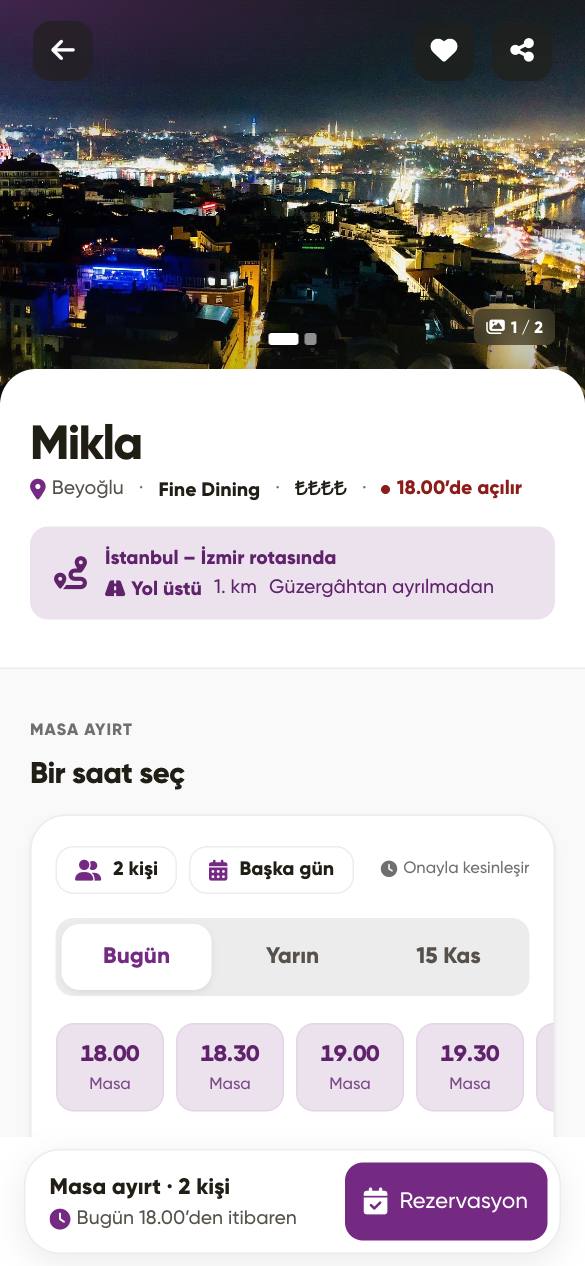 1 / 2
Mikla
Beyoğlu · Fine Dining · ₺₺₺₺ · 18.00’de açılır
İstanbul – İzmir rotasında
Yol üstü 1. km Güzergâhtan ayrılmadan
MASA AYIRT
Bir saat seç
2 kişi Başka gün Onayla kesinleşir
Bugün Yarın 15 Kas
18.00 18.30 19.00 19.30
Masa Masa Masa Masa
Masa ayırt · 2 kişi
Bugün 18.00’den itibaren
Rezervasyon